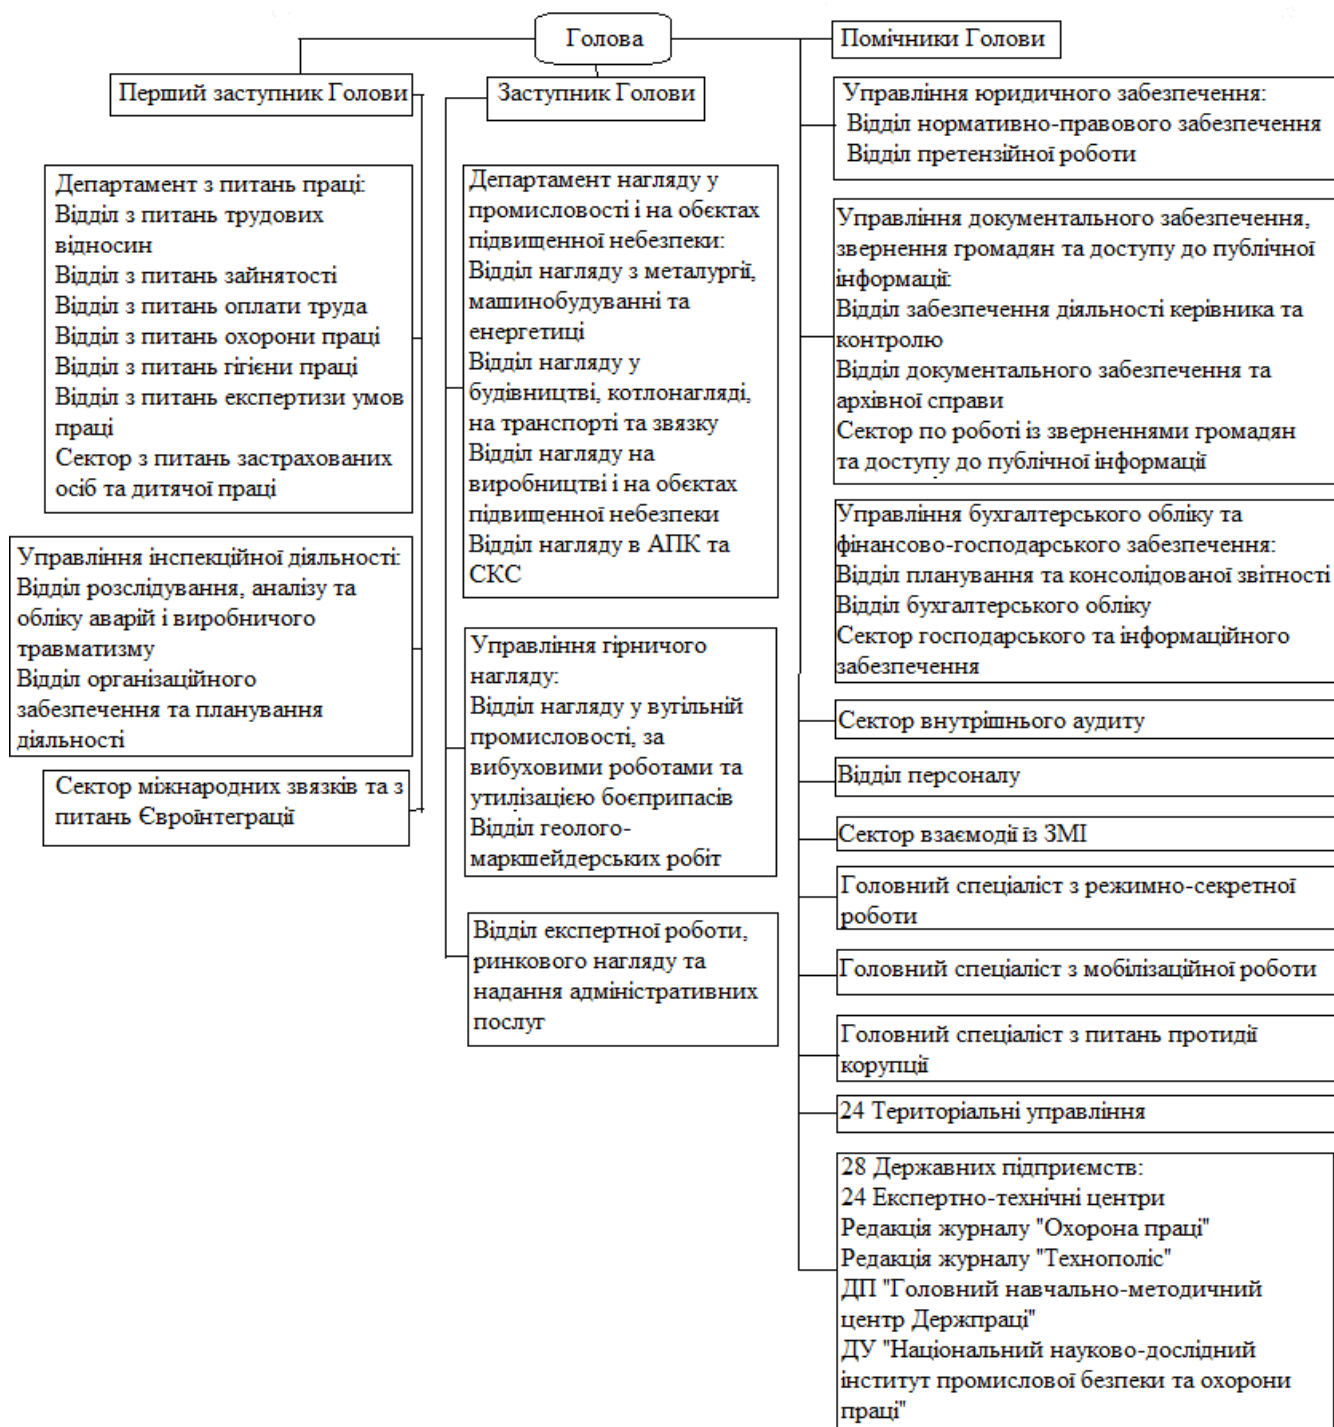 Голова
Помічники Голови
Перший заступник Голови
Заступник Голови
Департамент з питань праці:
Відділ з питань трудових
відносин
Відділ з питань зайнятості
Відділ з питань оплати труда
Відділ з питань охорони праці
Відділ з питань гігієни праці
Відділ з питань експертизи умов
праці
Сектор з питань застрахованих
осіб та дитячої праці
Управління інспекційної діяльності:
Відділ розслідування, аналізу та
обліку аварій і виробничого
травматизму
Відділ організаційного
забезпечення та планування
діяльності
Сектор міжнародних звязків та з
питань Євроінтеграції
Департамент нагляду у
промисловості і на обєктах
підвищенної небезпеки:
Відділ нагляду з металургії,
машинобудуванні та
енергетиці
Відділ нагляду у
будівництві, котлонагляді,
на транспорті та звязку
Відділ нагляду на
виробництві і на обєктах
підвищенної небезпеки
Відділ нагляду в АПК та
СКС
Управління гірничого
нагляду:
Відділ нагляду у вугільній
промисловості, за
вибуховими роботами та
утилізацією боєприпасів
Відділ геолого-
маркшейдерських робіт
Відділ експертної роботи,
ринкового нагляду та
надання адміністративних
послуг
Управління юридичного забезпечення:
Відділ нормативно-правового забезпечення
Відділ претензійної роботи
Управління документального забезпечення,
звернення громадян та доступу до публічної
інформації:
Відділ забезпечення діяльності керівника та
контролю
Відділ документального забезпечення та
архівної справи
Сектор по роботі із зверненнями громадян
та доступу до публічної інформації
Управління бухгалтерського обліку та
фінансово-господарського забезпечення:
Відділ планування та консолідованої звітності
Відділ бухгалтерського обліку
Сектор господарського та інформаційного
забезпечення
Сектор внутрішнього аудиту
Відділ персоналу
Сектор взаємодії їз ЗМІ
Головний спеціаліст з режимно-секретної
роботи
Головний спеціаліст з мобілізаційної роботи
Головний спеціаліст з питань протидії
корупції
24 Територіальні управління
28 Державних підприємств:
24 Експертно-технічні центри
Редакція журналу "Охорона праці"
Редакція журналу "Технополіс"
ДП "Головний навчально-методичний
центр Держпраці"
ДУ "Національний науково-дослідний
інститут промислової безпеки та охорони
праці"